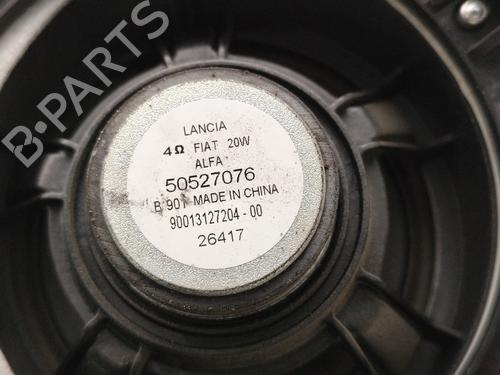 B-PARTS
LANCIA
4Ω FIAT 20W
ALFA
50527076
B 901 MADE IN CHINA
90013127204-00
26417